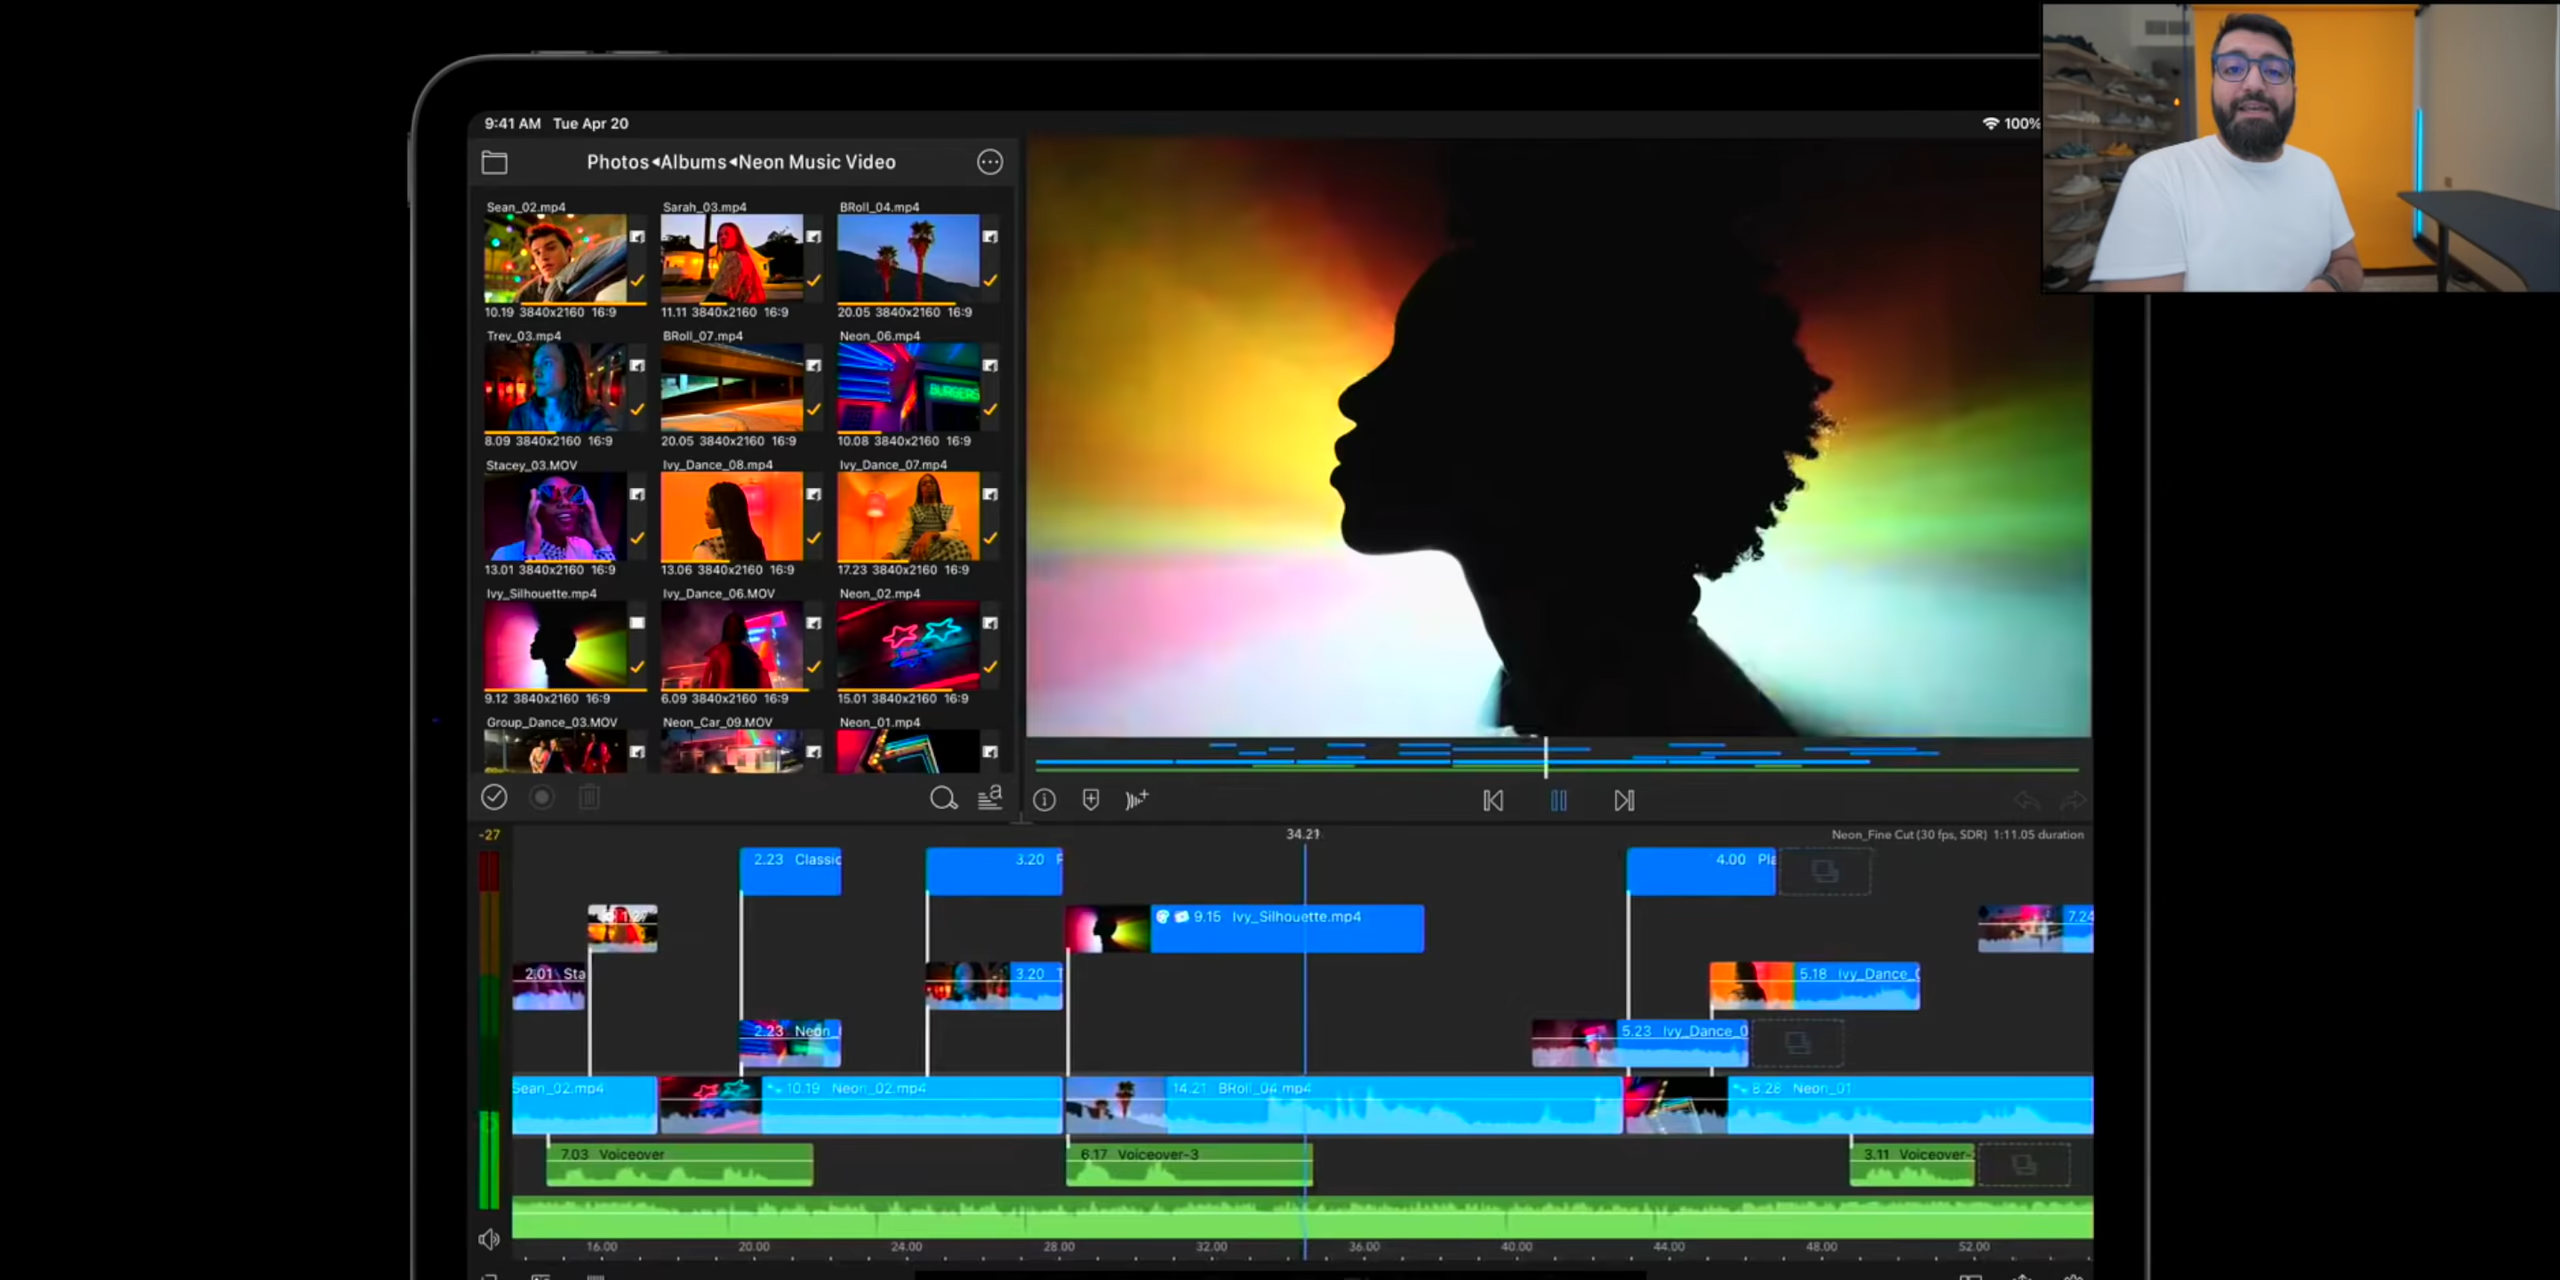 9:41 AM Tue Apr 20
100%
Photos◂Albums◂Neon Music Video
Sean_02.mp4 Sarah_03.mp4 BRoll_04.mp4
10.19 3840x2160 16:9 11.11 3840x2160 16:9 20.05 3840x2160 16:9
Trev_03.mp4 BRoll_07.mp4 Neon_06.mp4
BURGERS
8.09 3840x2160 16:9 20.05 3840x2160 16:9 10.08 3840x2160 16:9
Stacey_03.MOV Ivy_Dance_08.mp4 Ivy_Dance_07.mp4
13.01 3840x2160 16:9 13.06 3840x2160 16:9 17.23 3840x2160 16:9
Ivy_Silhouette.mp4 Ivy_Dance_06.MOV Neon_02.mp4
9.12 3840x2160 16:9 6.09 3840x2160 16:9 15.01 3840x2160 16:9
Group_Dance_03.MOV Neon_Car_09.MOV Neon_01.mp4
-27
34.21
Neon_Fine Cut (30 fps, SDR) 1:11.05 duration
2.23 Classic
3.20
4.00 Pla
9.15 Ivy_Silhouette.mp4
7.24
2.01 Sta
3.20 T
5.18 Ivy_Dance_
2.23 Neon_
5.23 Ivy_Dance_0
Sean_02.mp4 10.19 Neon_02.mp4 14.21 BRoll_04.mp4 8.28 Neon_01
7.03 Voiceover 6.17 Voiceover-3 3.11 Voiceover-
16.00 20.00 24.00 28.00 32.00 36.00 40.00 44.00 48.00 52.00